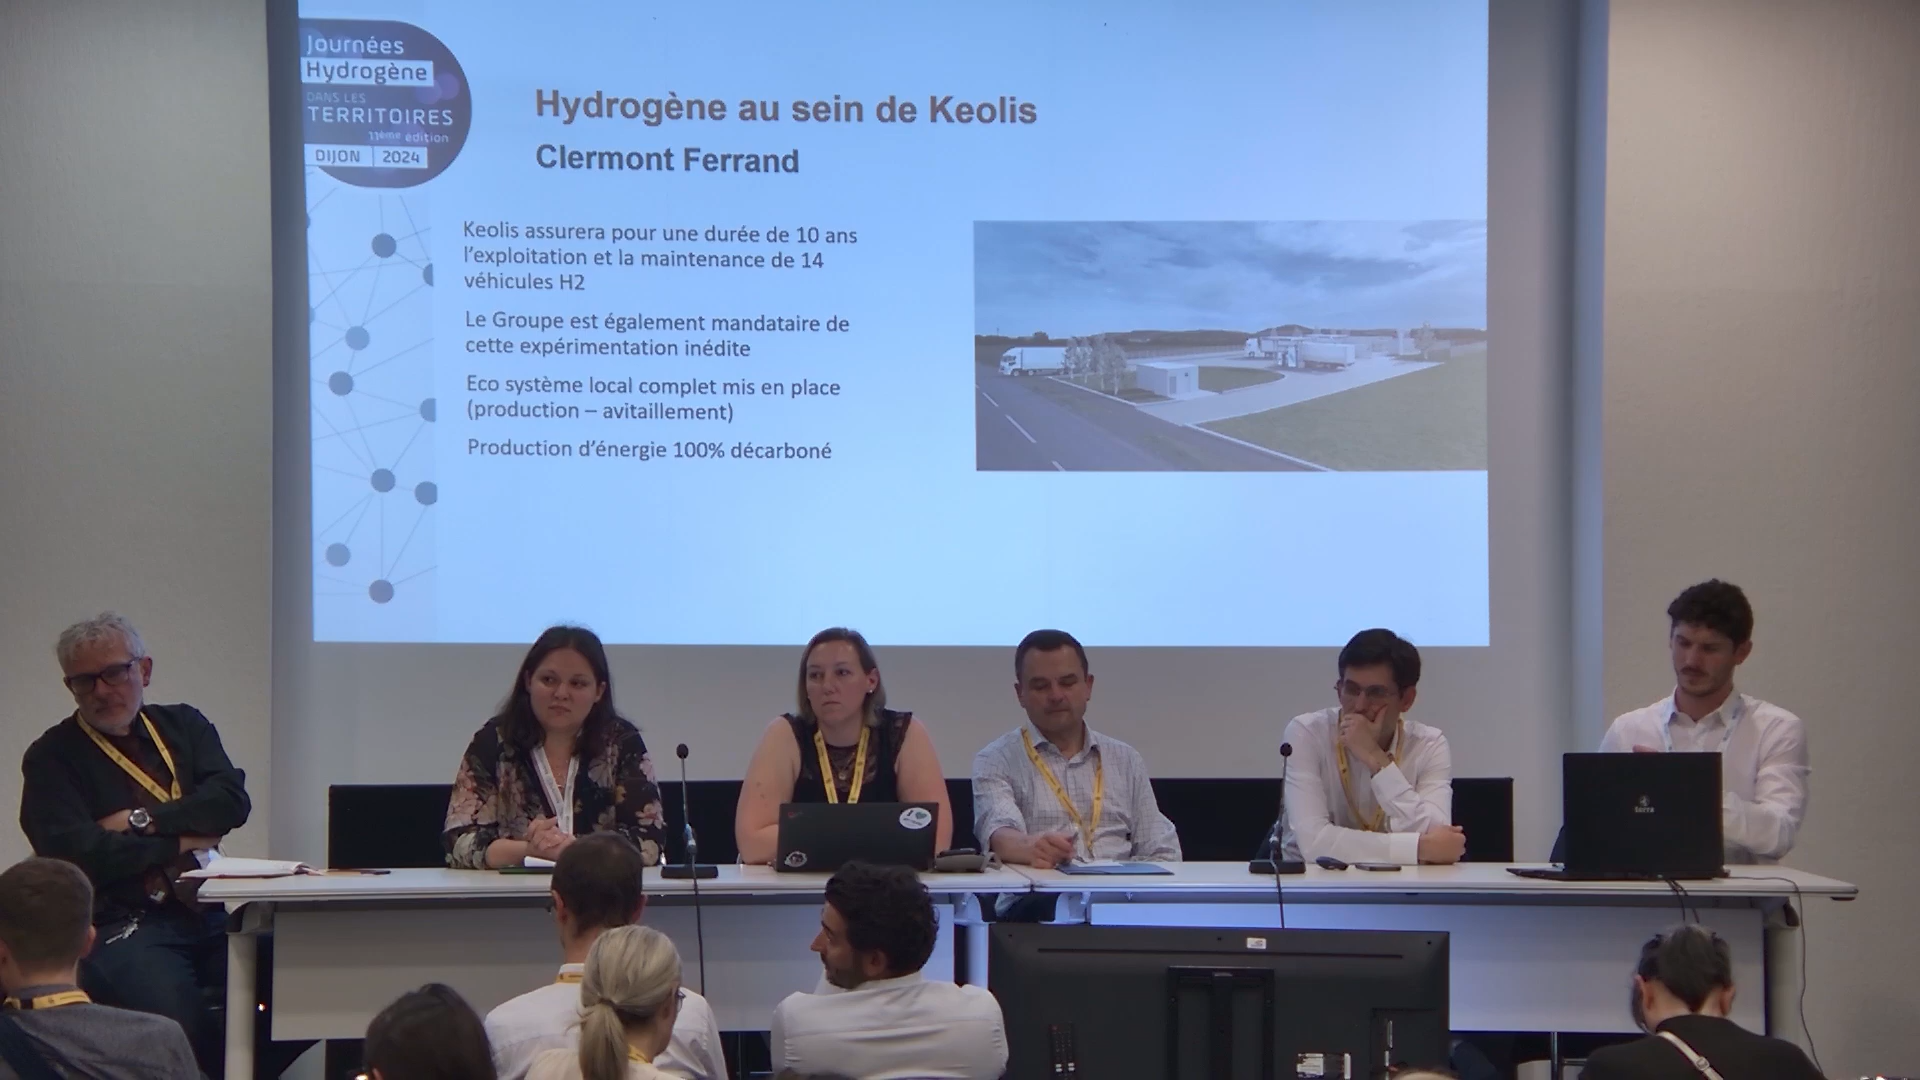 Journées
Hydrogène
DANS LES
TERRITOIRES
11ème édition
DIJON 2024
Hydrogène au sein de Keolis
Clermont Ferrand
Keolis assurera pour une durée de 10 ans
l'exploitation et la maintenance de 14
véhicules H2
Le Groupe est également mandataire de
cette expérimentation inédite
Eco système local complet mis en place
(production – avitaillement)
Production d'énergie 100% décarboné
terra